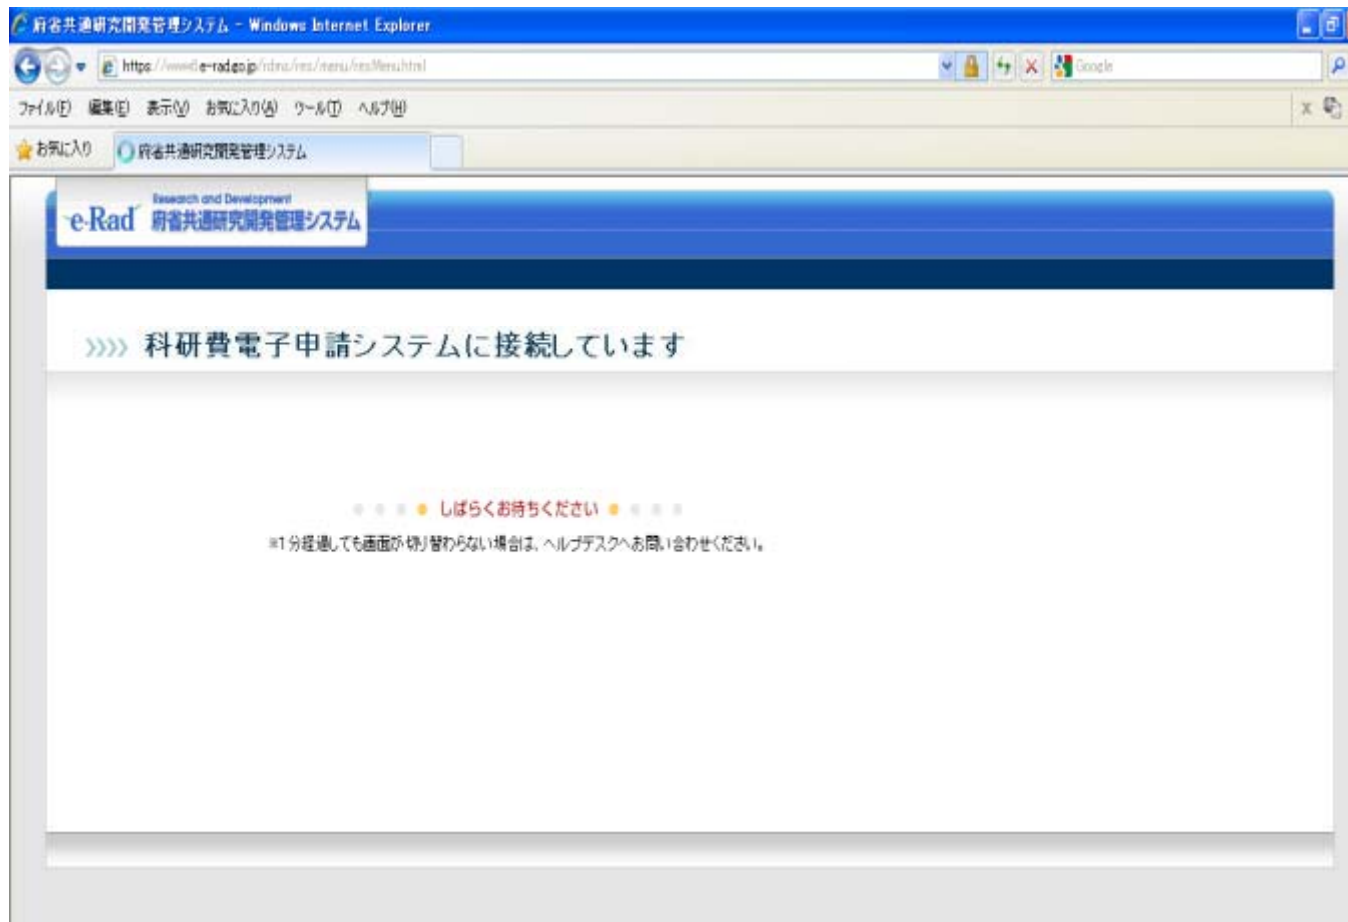 府省共通研究開発管理システム - Windows Internet Explorer
https://www.e-rad.go.jp/rdns/res/menu/resMenu.html
Google
ファイル(F) 編集(E) 表示(V) お気に入り(A) ツール(T) ヘルプ(H)
お気に入り 府省共通研究開発管理システム
Research and Development
e-Rad 府省共通研究開発管理システム
>>>> 科研費電子申請システムに接続しています
しばらくお待ちください
※1分経過しても画面が切り替わらない場合は、ヘルプデスクへお問い合わせください。